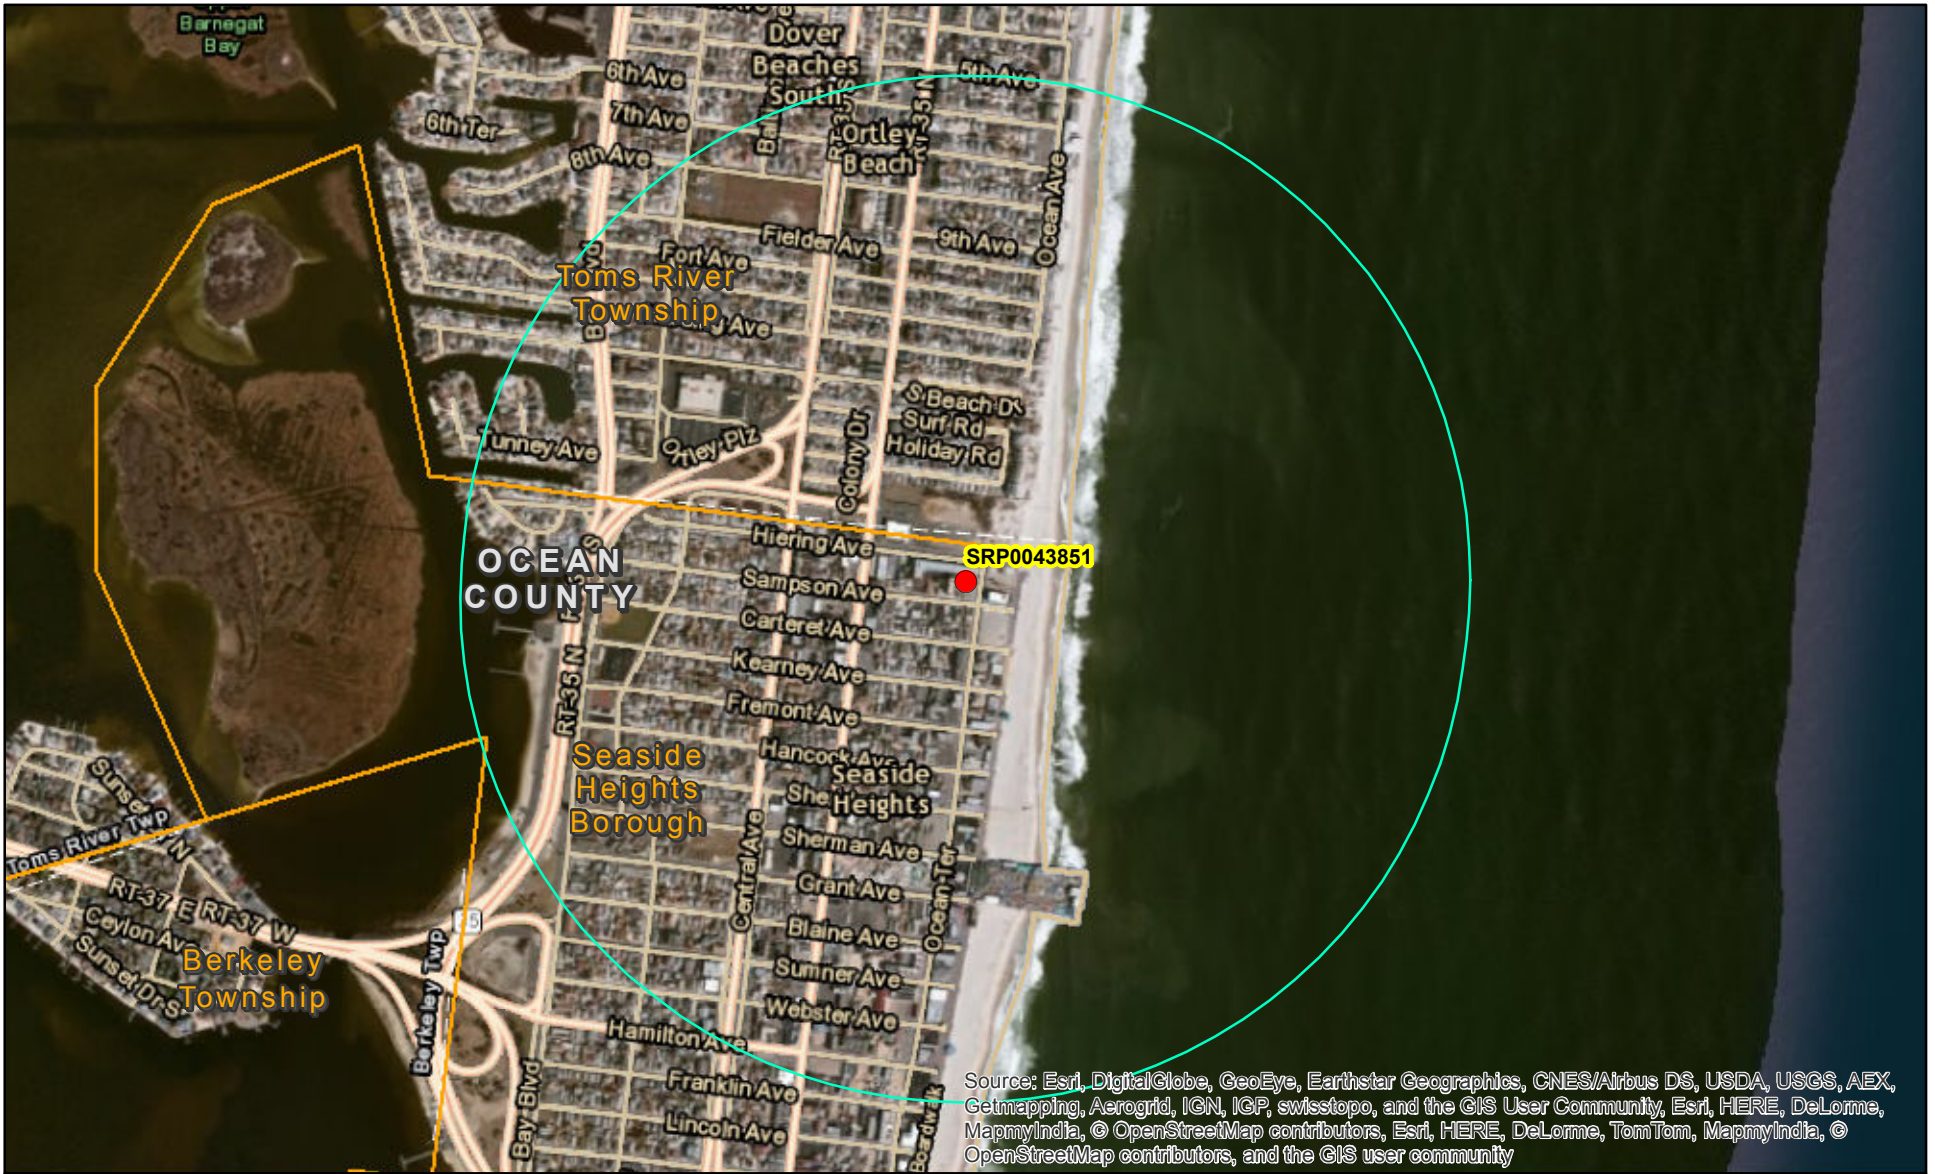 Barnegat
Bay
Dover
Beaches
South
6th Ave
5th Ave
7th Ave
6th Ter
8th Ave
Ortley
Beach
Ocean Ave
Fielder Ave
9th Ave
Fort Ave
Toms River
Township
S Beach Dr
Surf Rd
Holiday Rd
Colony Dr
Tunney Ave
Ortley Plz
Hiering Ave
SRP0043851
OCEAN
COUNTY
Sampson Ave
Carteret Ave
Kearney Ave
RT-35 N
Fremont Ave
Hancock Ave
Seaside
Heights
Borough
Seaside
Heights
Sherman Ave
Central Ave
Grant Ave
Ocean Ter
Blaine Ave
Sumner Ave
Webster Ave
Hamilton Ave
Franklin Ave
Lincoln Ave
Bay Blvd
Boardwalk
Sunset
N
Toms River Twp
RT-37 E
RT-37 W
35
Ceylon Ave
Sunset Dr S
Berkeley
Township
Berkeley Twp
Source: Esri, DigitalGlobe, GeoEye, Earthstar Geographics, CNES/Airbus DS, USDA, USGS, AEX,
Getmapping, Aerogrid, IGN, IGP, swisstopo, and the GIS User Community, Esri, HERE, DeLorme,
MapmyIndia, © OpenStreetMap contributors, Esri, HERE, DeLorme, TomTom, MapmyIndia, ©
OpenStreetMap contributors, and the GIS user community